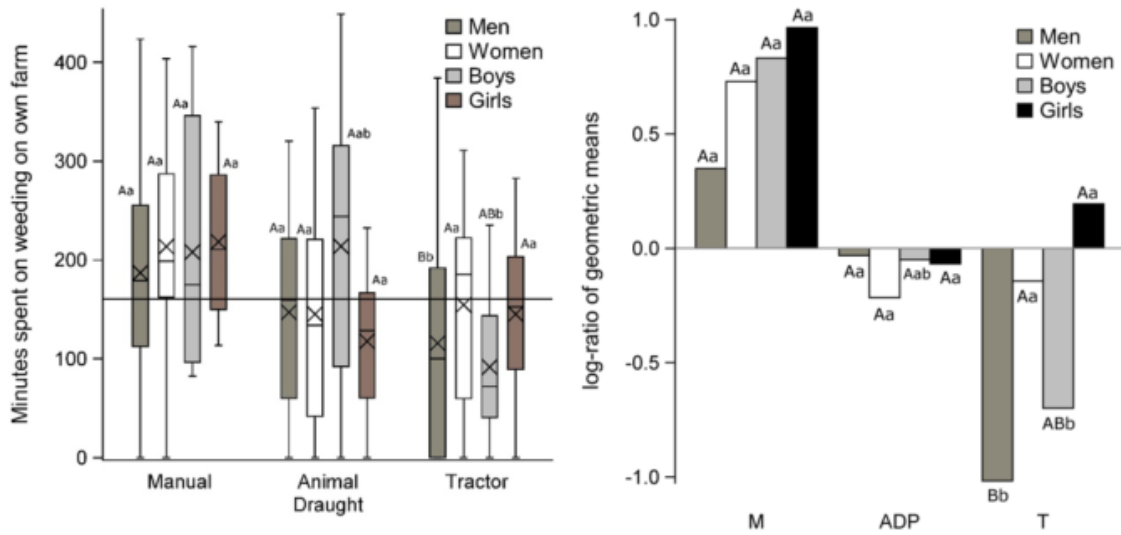 Minutes spent on weeding on own farm
400
300
200
100
0
Men
Women
Boys
Girls
Aa
Aa
Aa
Aa
Aa
Aa
Aab
Aa
Bb
Aa
ABb
Aa
Manual
Animal
Draught
Tractor
log-ratio of geometric means
1.0
0.5
0.0
-0.5
-1.0
Men
Women
Boys
Girls
Aa
Aa
Aa
Aa
Aa
Aa
Aab
Aa
Bb
Aa
ABb
Aa
M
ADP
T